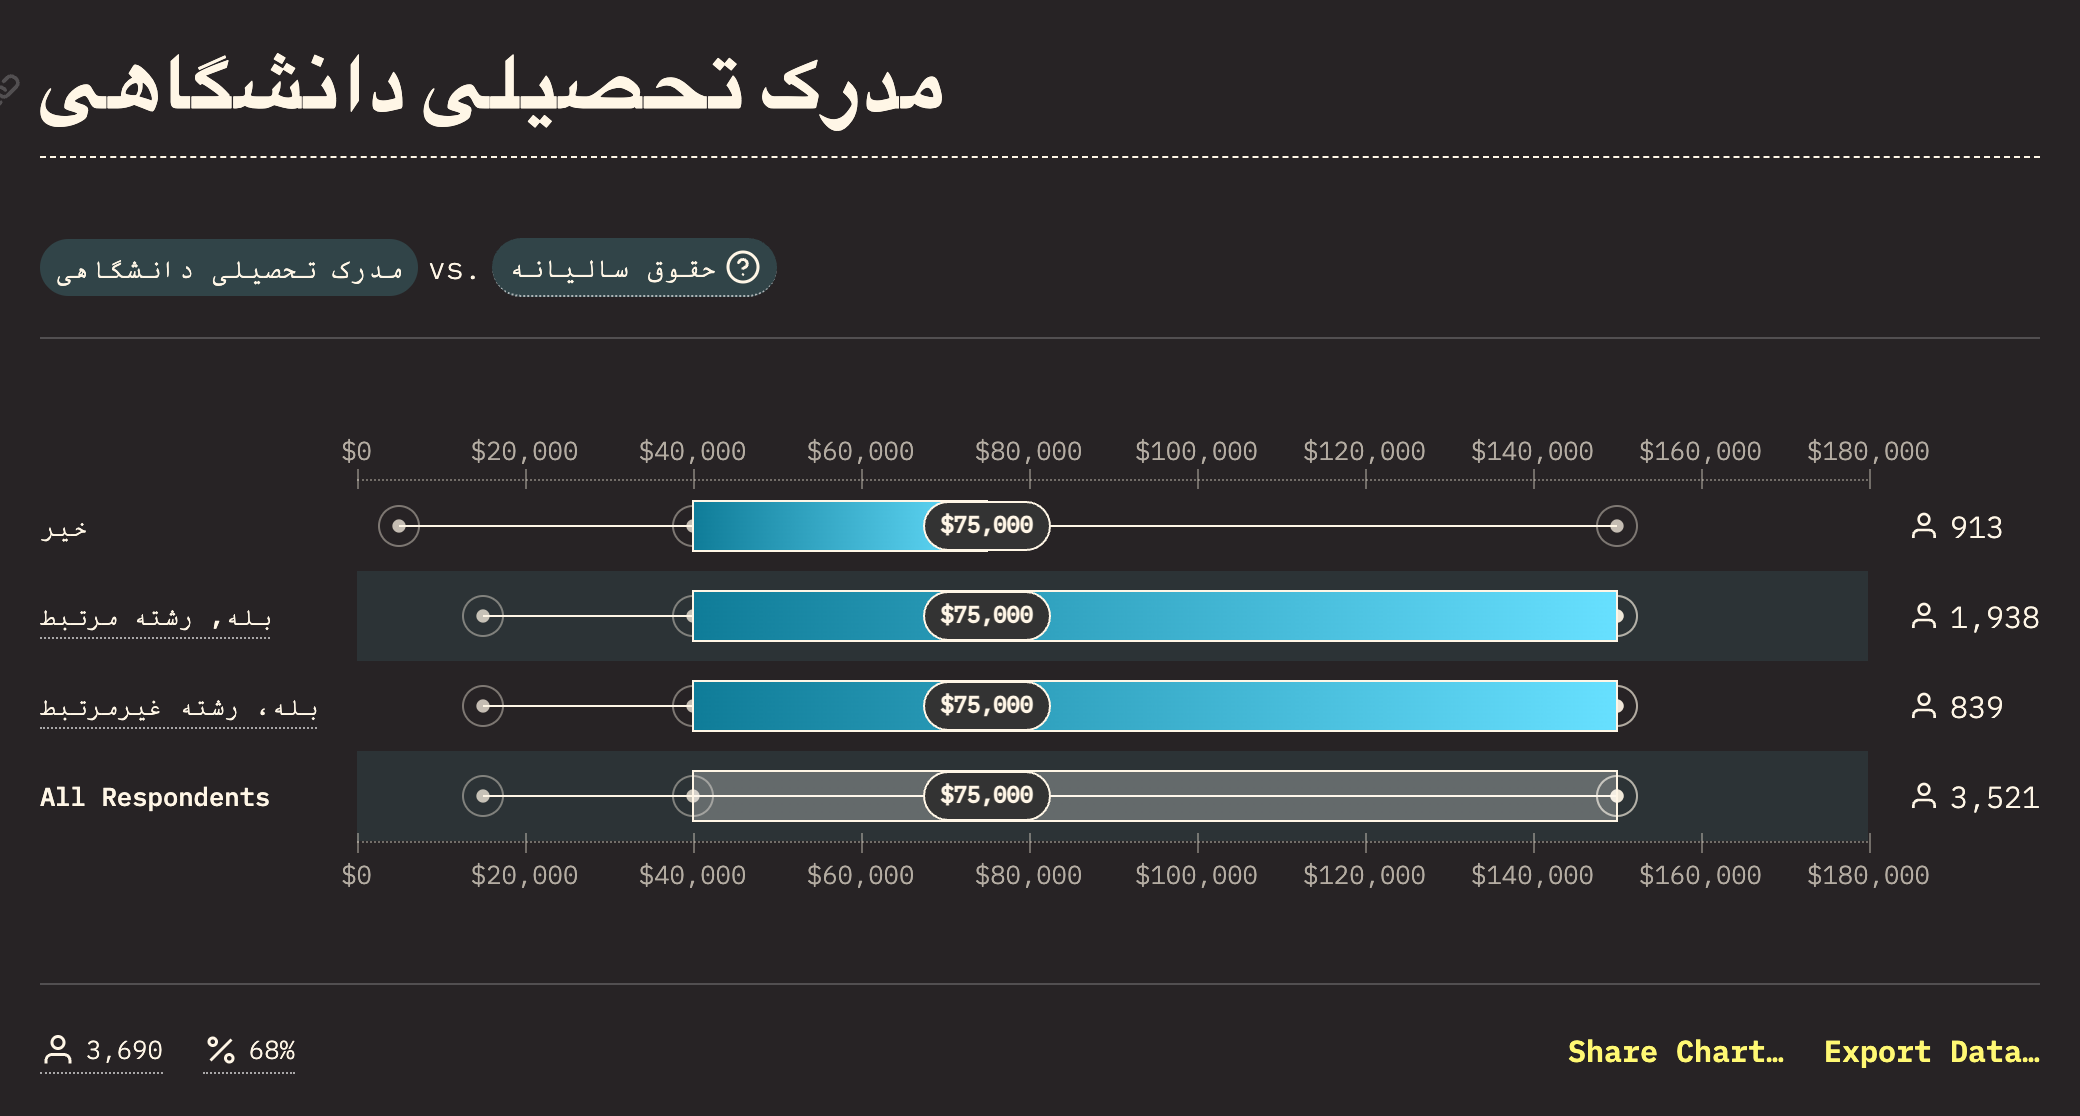 مدرک تحصیلی دانشگاهی
مدرک تحصیلی دانشگاهی vs. حقوق سالیانه
$0 $20,000 $40,000 $60,000 $80,000 $100,000 $120,000 $140,000 $160,000 $180,000
خیر $75,000 913
بله, رشته مرتبط $75,000 1,938
بله، رشته غیرمرتبط $75,000 839
All Respondents $75,000 3,521
$0 $20,000 $40,000 $60,000 $80,000 $100,000 $120,000 $140,000 $160,000 $180,000
3,690 68% Share Chart… Export Data…